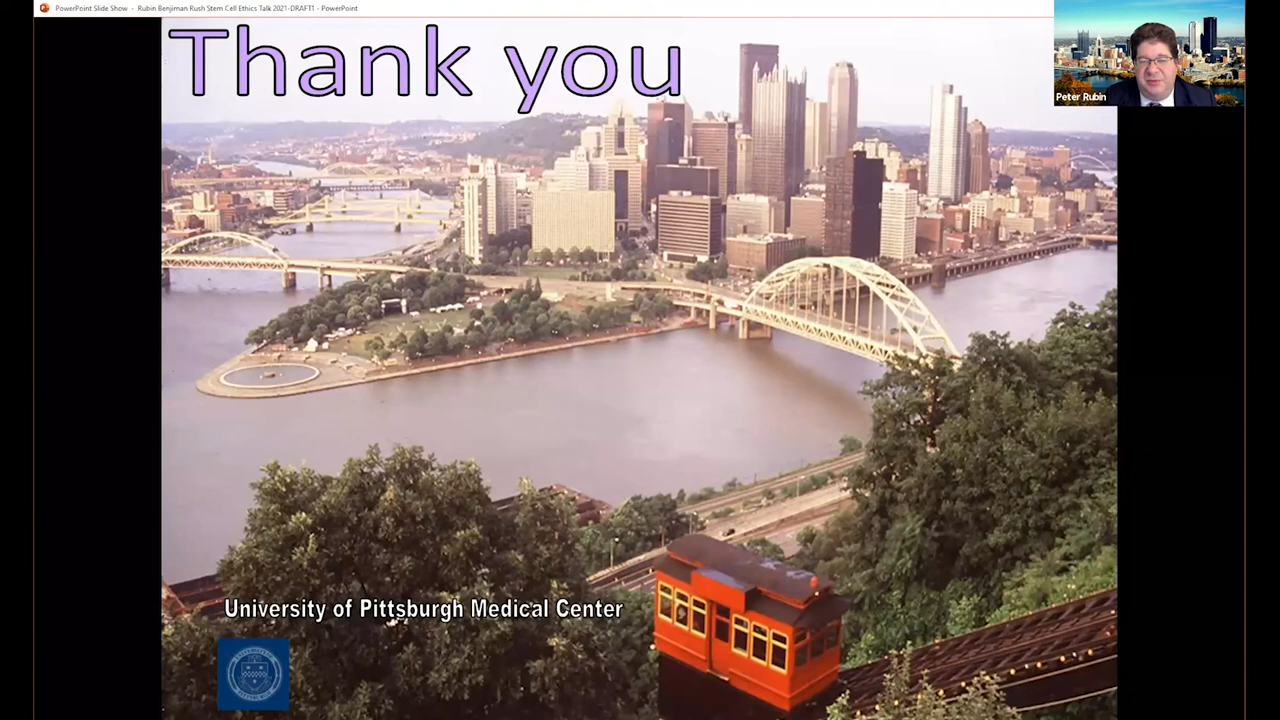 PowerPoint Slide Show - Rubin Benjiman Rush Stem Cell Ethics Talk 2021-DRAFT1 - PowerPoint
Thank you
Peter Rubin
University of Pittsburgh Medical Center